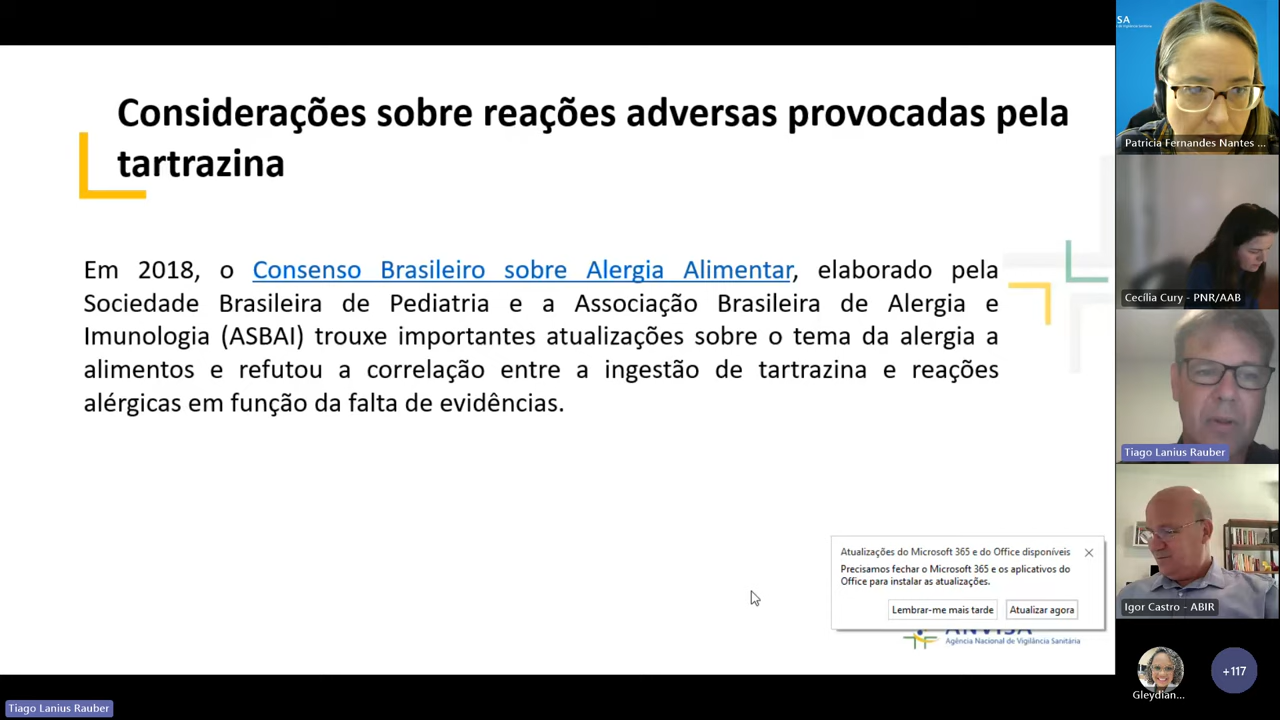 Considerações sobre reações adversas provocadas pela
tartrazina
Em 2018, o Consenso Brasileiro sobre Alergia Alimentar, elaborado pela
Sociedade Brasileira de Pediatria e a Associação Brasileira de Alergia e
Imunologia (ASBAI) trouxe importantes atualizações sobre o tema da alergia a
alimentos e refutou a correlação entre a ingestão de tartrazina e reações
alérgicas em função da falta de evidências.
Atualizações do Microsoft 365 e do Office disponíveis
Precisamos fechar o Microsoft 365 e os aplicativos do
Office para instalar as atualizações.
Lembrar-me mais tarde
Atualizar agora
ANVISA
Agência Nacional de Vigilância Sanitária
SA
Patricia Fernandes Nantes ...
Cecília Cury - PNR/AAB
Tiago Lanius Rauber
Igor Castro - ABIR
Gleydian...
+117
Tiago Lanius Rauber